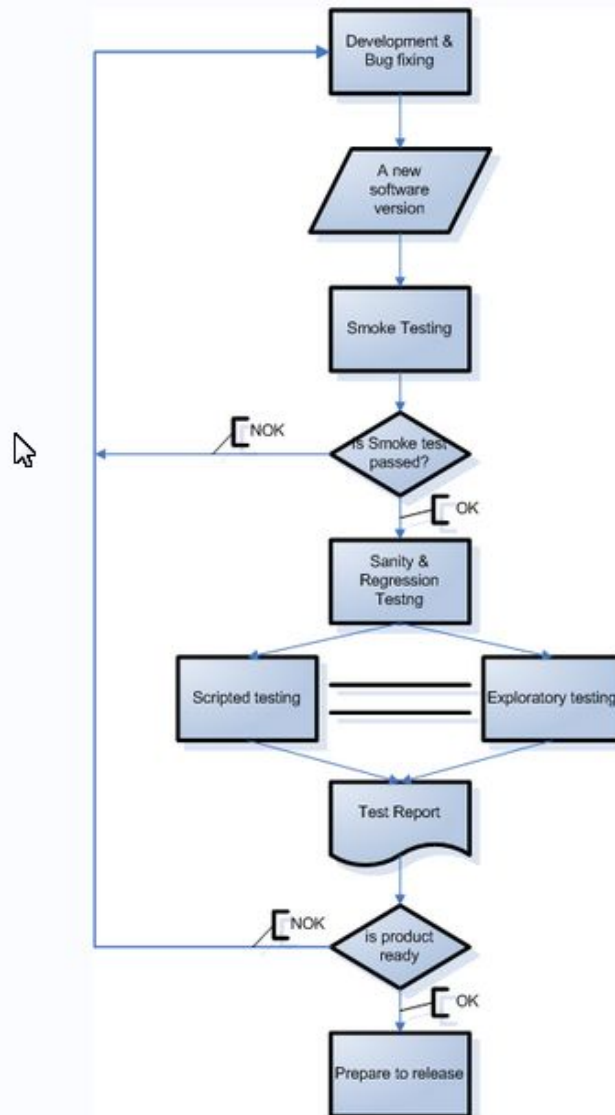 Development &
Bug fixing
A new
software
version
Smoke Testing
is Smoke test
passed?
NOK
OK
Sanity &
Regression
Testng
Scripted testing
Exploratory testing
Test Report
is product
ready
NOK
OK
Prepare to release